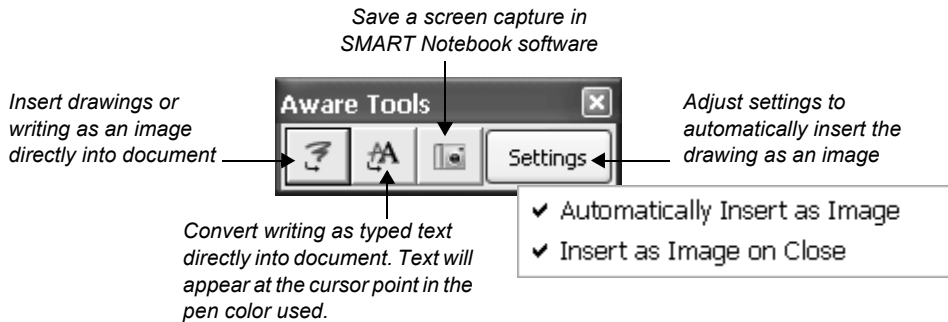 Save a screen capture in
SMART Notebook software
Insert drawings or
writing as an image
directly into document
Aware Tools
Settings
Adjust settings to
automatically insert the
drawing as an image
Automatically Insert as Image
Insert as Image on Close
Convert writing as typed text
directly into document. Text will
appear at the cursor point in the
pen color used.